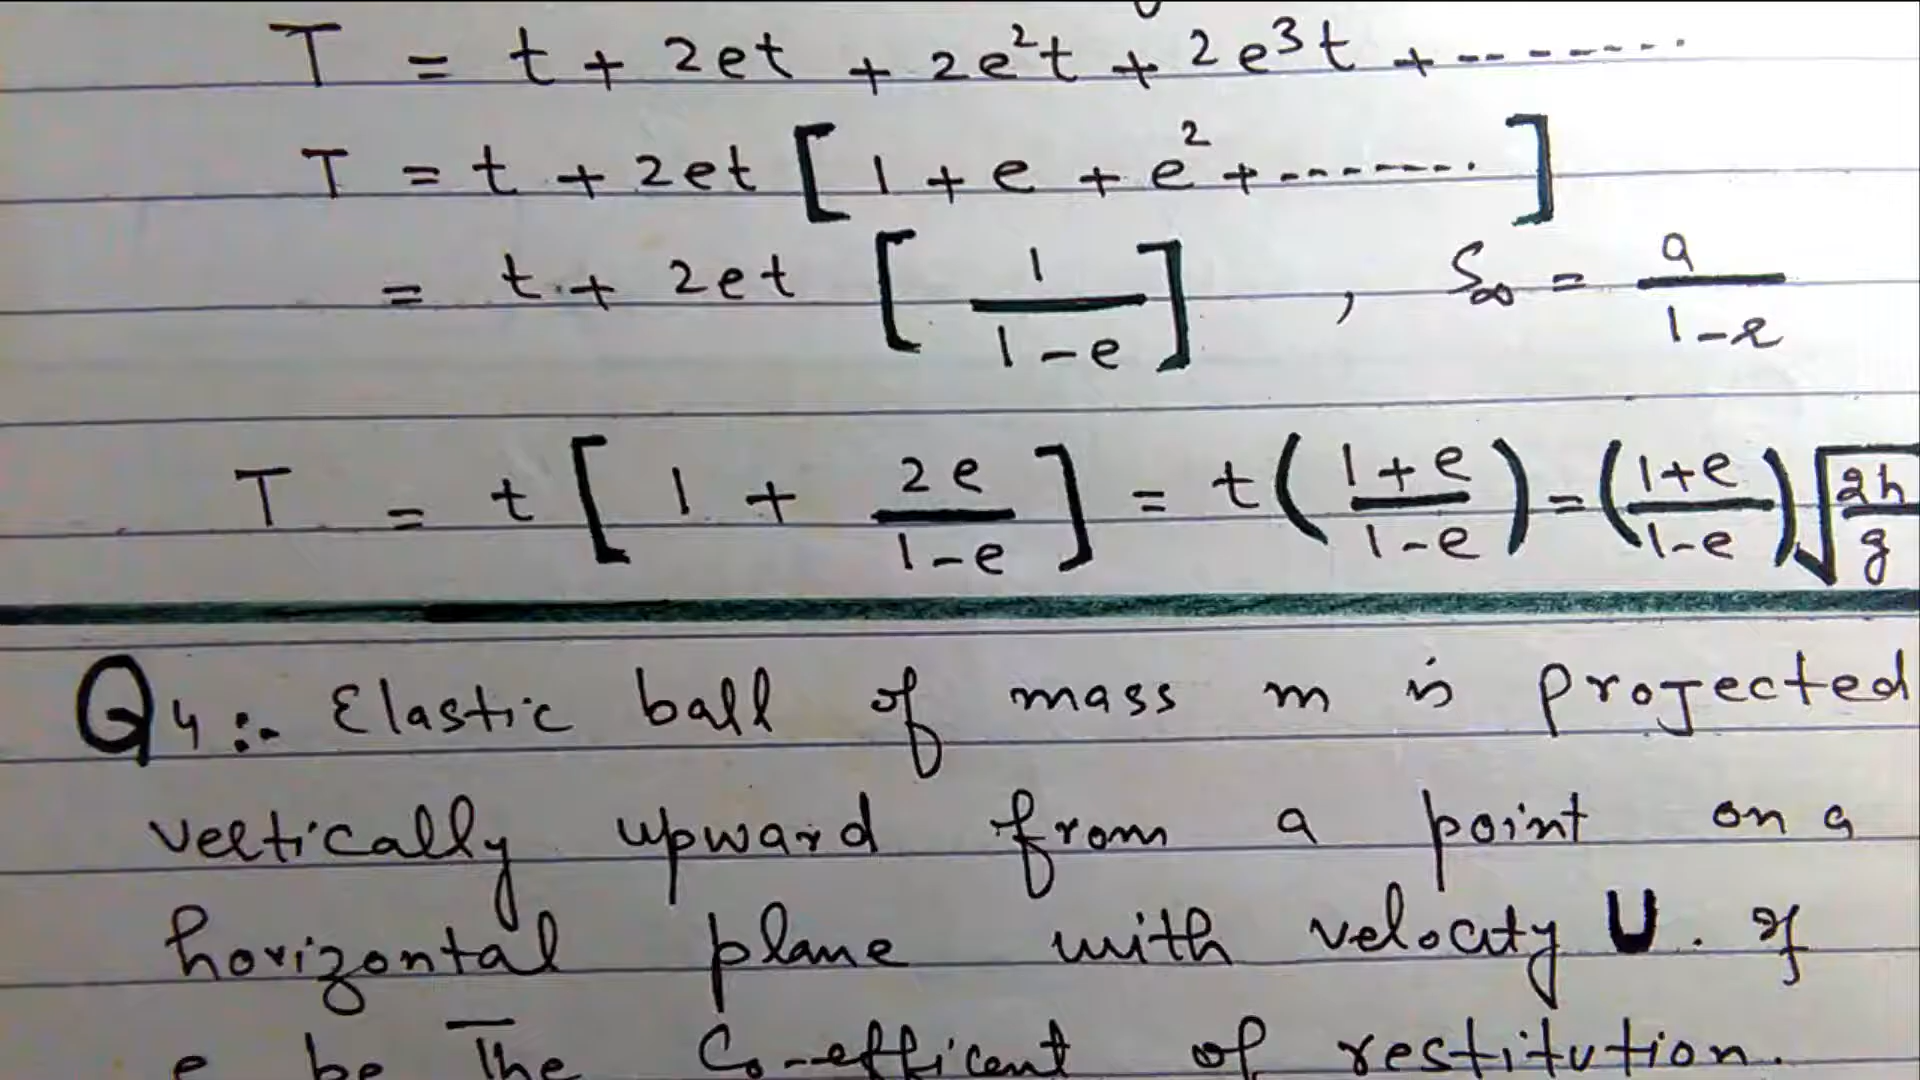 T = t + 2et + 2e²t + 2e³t + --------
T = t + 2et [ 1 + e + e² + ------- ]
= t + 2et [ 1/(1-e) ] , S∞ = a/(1-r)
T = t [ 1 + 2e/(1-e) ] = t ( (1+e)/(1-e) ) = ( (1+e)/(1-e) ) √(2h/g)
Q4:- Elastic ball of mass m is projected
vertically upward from a point on a
horizontal plane with velocity U. If
e be The Co-efficent of restitution.